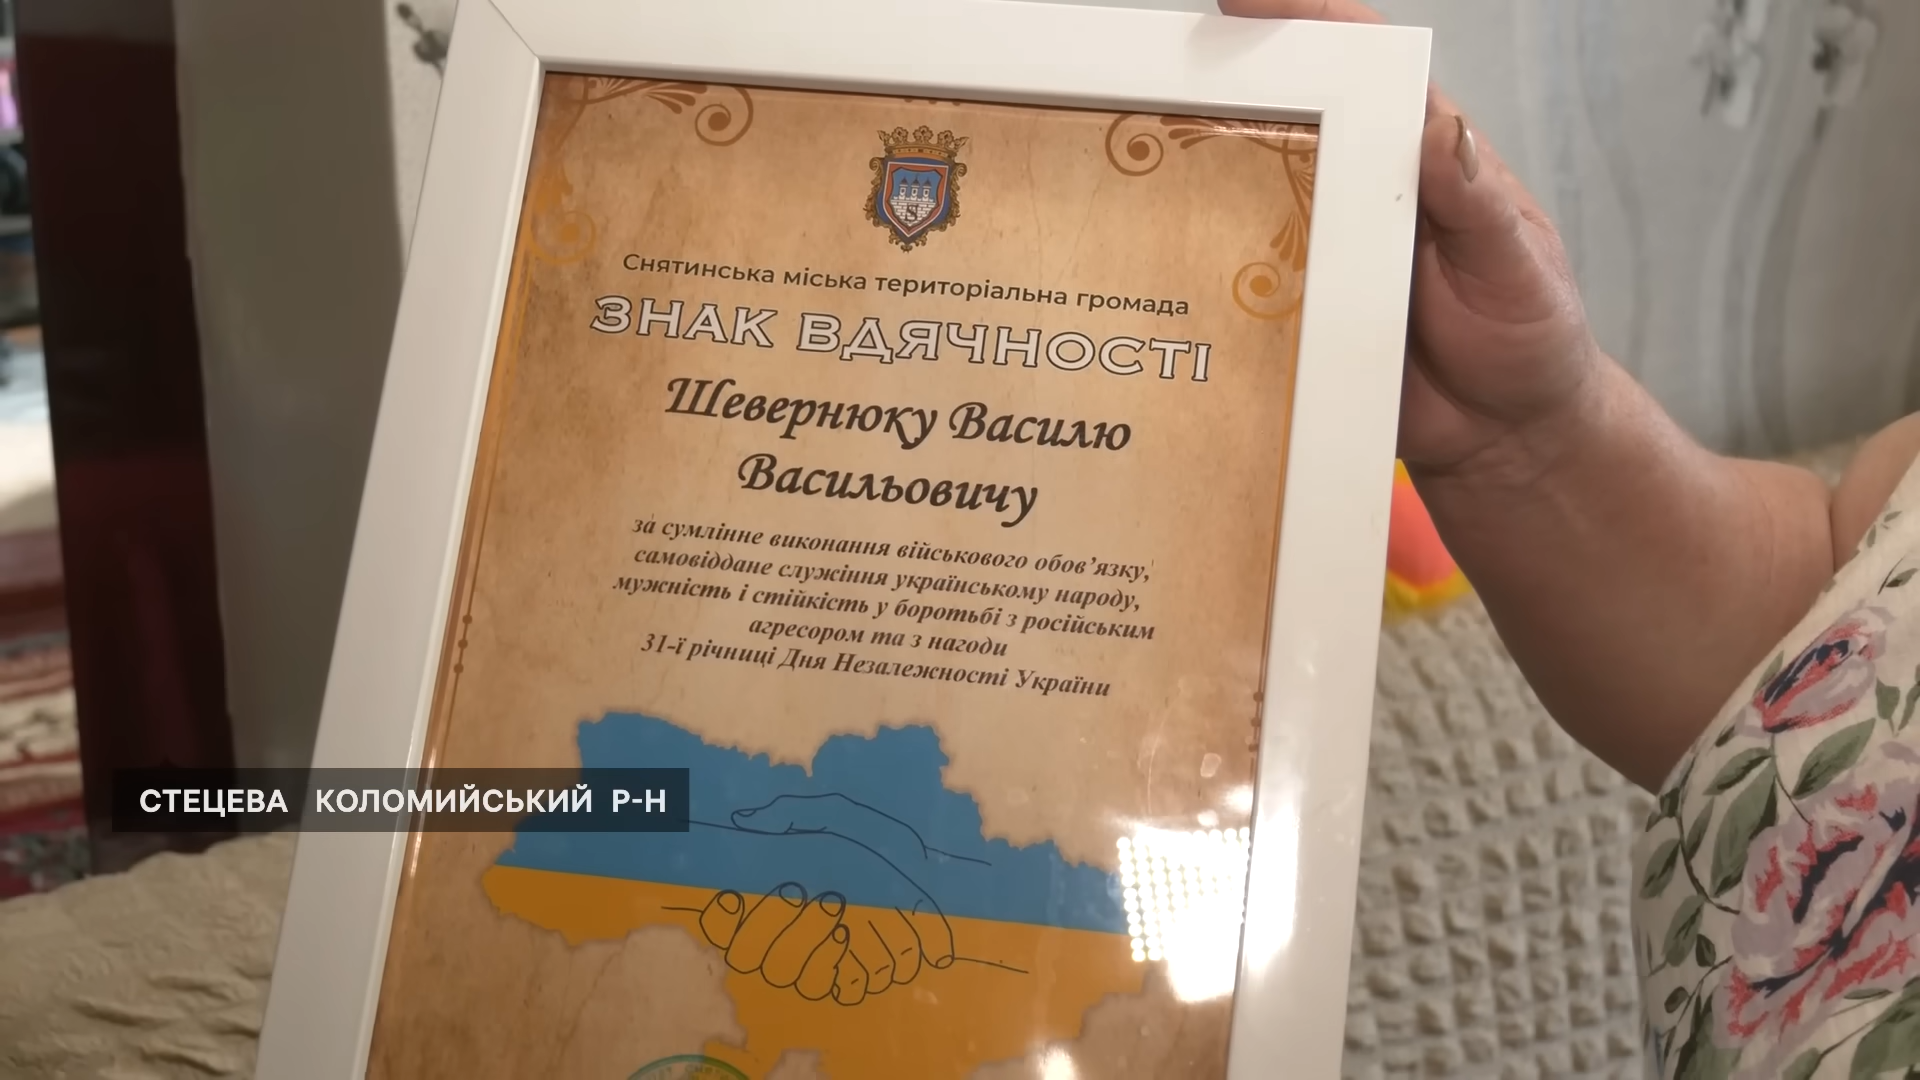 Снятинська міська територіальна громада
ЗНАК ВДЯЧНОСТІ
Шевернюку Василю
Васильовичу
за сумлінне виконання військового обов’язку,
самовіддане служіння українському народу,
мужність і стійкість у боротьбі з російським
агресором та з нагоди
31-ї річниці Дня Незалежності України
СТЕЦЕВА КОЛОМИЙСЬКИЙ Р-Н